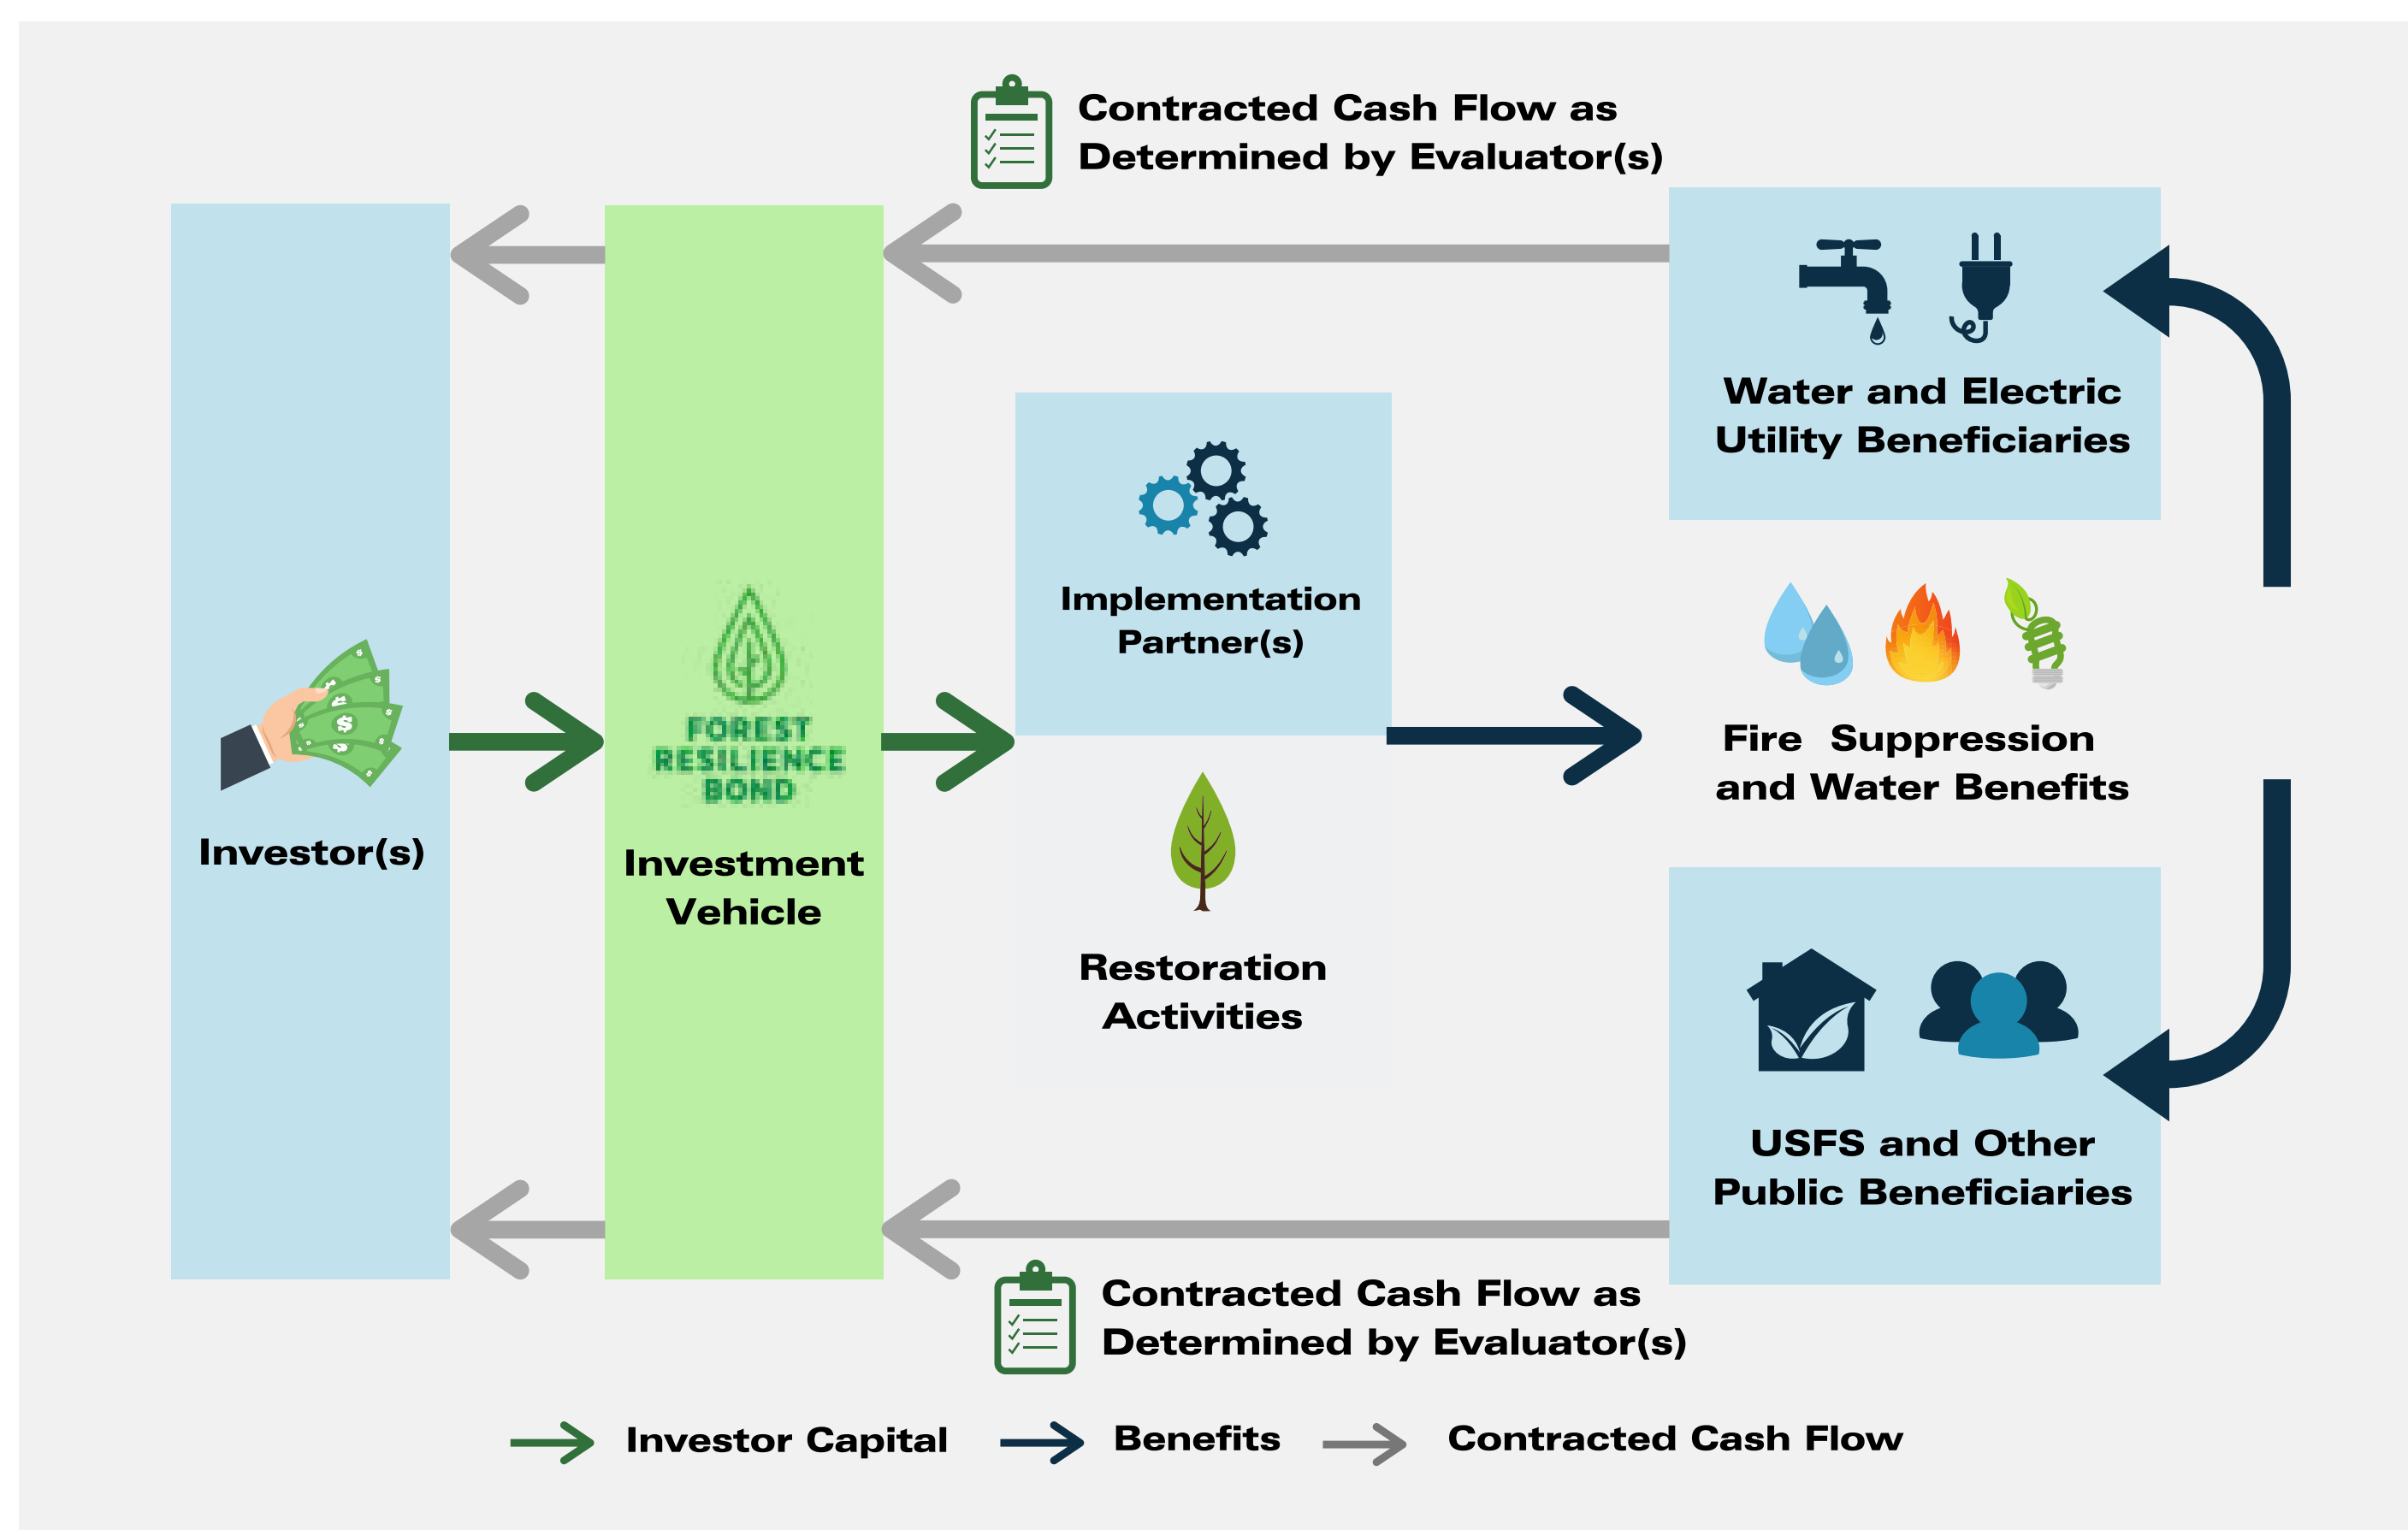 Contracted Cash Flow as
Determined by Evaluator(s)
Water and Electric
Utility Beneficiaries
Implementation
Partner(s)
FOREST
RESILIENCE
BOND
Investor(s)
Investment
Vehicle
Fire Suppression
and Water Benefits
Restoration
Activities
USFS and Other
Public Beneficiaries
Contracted Cash Flow as
Determined by Evaluator(s)
Investor Capital
Benefits
Contracted Cash Flow